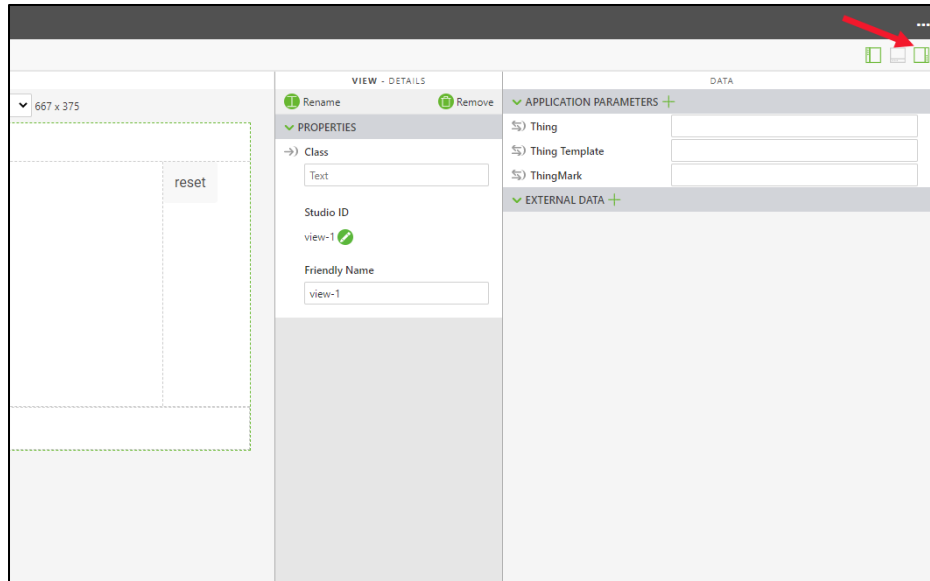 VIEW - DETAILS
DATA
667 x 375
Rename
Remove
APPLICATION PARAMETERS
PROPERTIES
Thing
Class
Thing Template
Text
reset
ThingMark
EXTERNAL DATA
Studio ID
view-1
Friendly Name
view-1